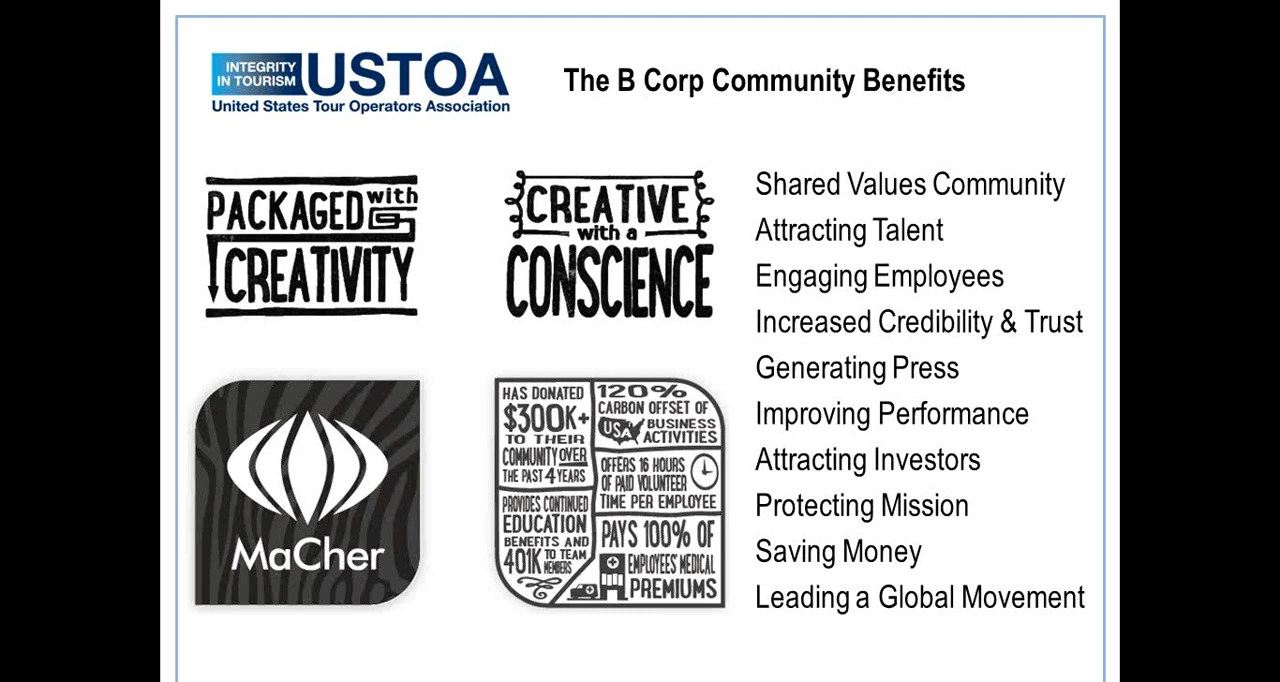 INTEGRITY
IN TOURISM
USTOA
United States Tour Operators Association
The B Corp Community Benefits
PACKAGED with
CREATIVITY
CREATIVE
with a
CONSCIENCE
MaCher
HAS DONATED
$300K+
TO THEIR
COMMUNITY OVER
THE PAST 4 YEARS
120%
CARBON OFFSET OF
USA BUSINESS
ACTIVITIES
OFFERS 16 HOURS
OF PAID VOLUNTEER
TIME PER EMPLOYEE
PROVIDES CONTINUED
EDUCATION
BENEFITS AND
401K TO TEAM
MEMBERS
PAYS 100% OF
EMPLOYEES' MEDICAL
PREMIUMS
Shared Values Community
Attracting Talent
Engaging Employees
Increased Credibility & Trust
Generating Press
Improving Performance
Attracting Investors
Protecting Mission
Saving Money
Leading a Global Movement